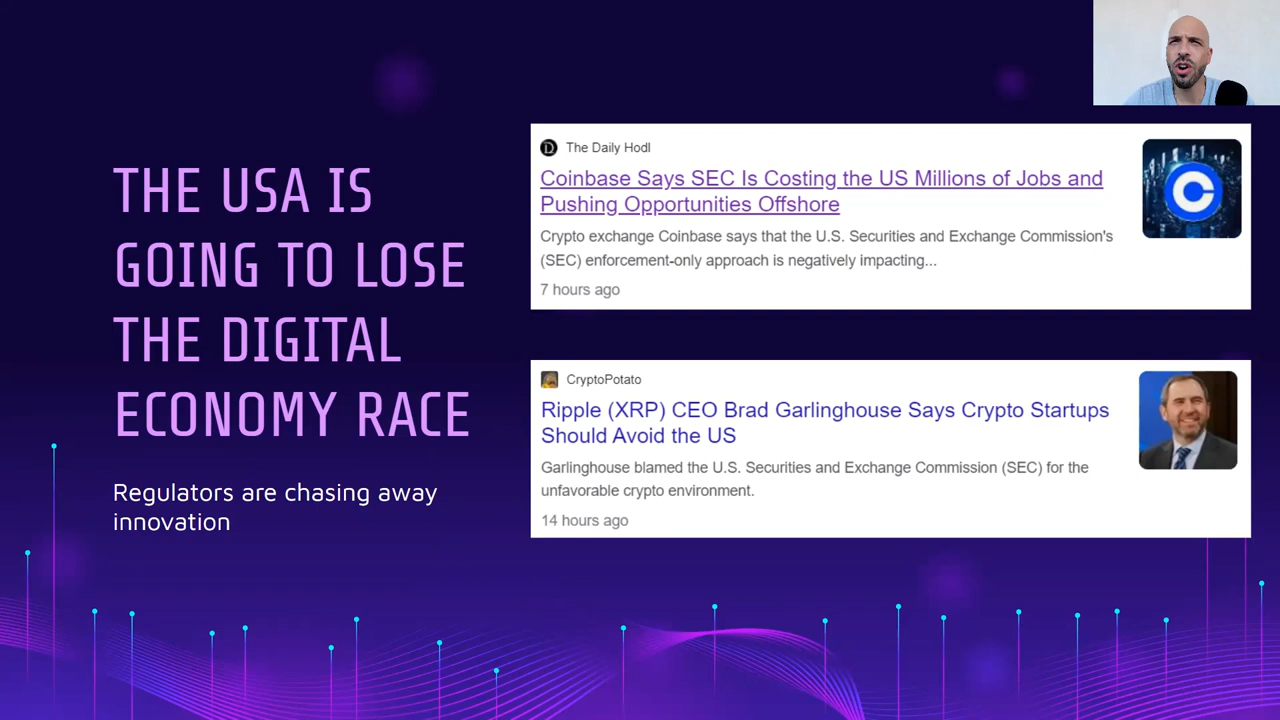 THE USA IS
GOING TO LOSE
THE DIGITAL
ECONOMY RACE
Regulators are chasing away
innovation
The Daily Hodl
Coinbase Says SEC Is Costing the US Millions of Jobs and
Pushing Opportunities Offshore
Crypto exchange Coinbase says that the U.S. Securities and Exchange Commission's
(SEC) enforcement-only approach is negatively impacting...
7 hours ago
CryptoPotato
Ripple (XRP) CEO Brad Garlinghouse Says Crypto Startups
Should Avoid the US
Garlinghouse blamed the U.S. Securities and Exchange Commission (SEC) for the
unfavorable crypto environment.
14 hours ago